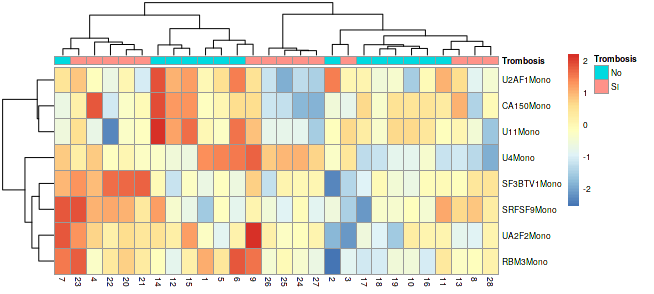 Trombosis
U2AF1Mono
CA150Mono
U11Mono
U4Mono
SF3BTV1Mono
SRFSF9Mono
UA2F2Mono
RBM3Mono
7 23 4 22 20 21 14 12 15 1 5 6 9 26 25 24 27 2 3 17 18 19 10 16 11 13 8 28
2
1
0
-1
-2
Trombosis
No
SI